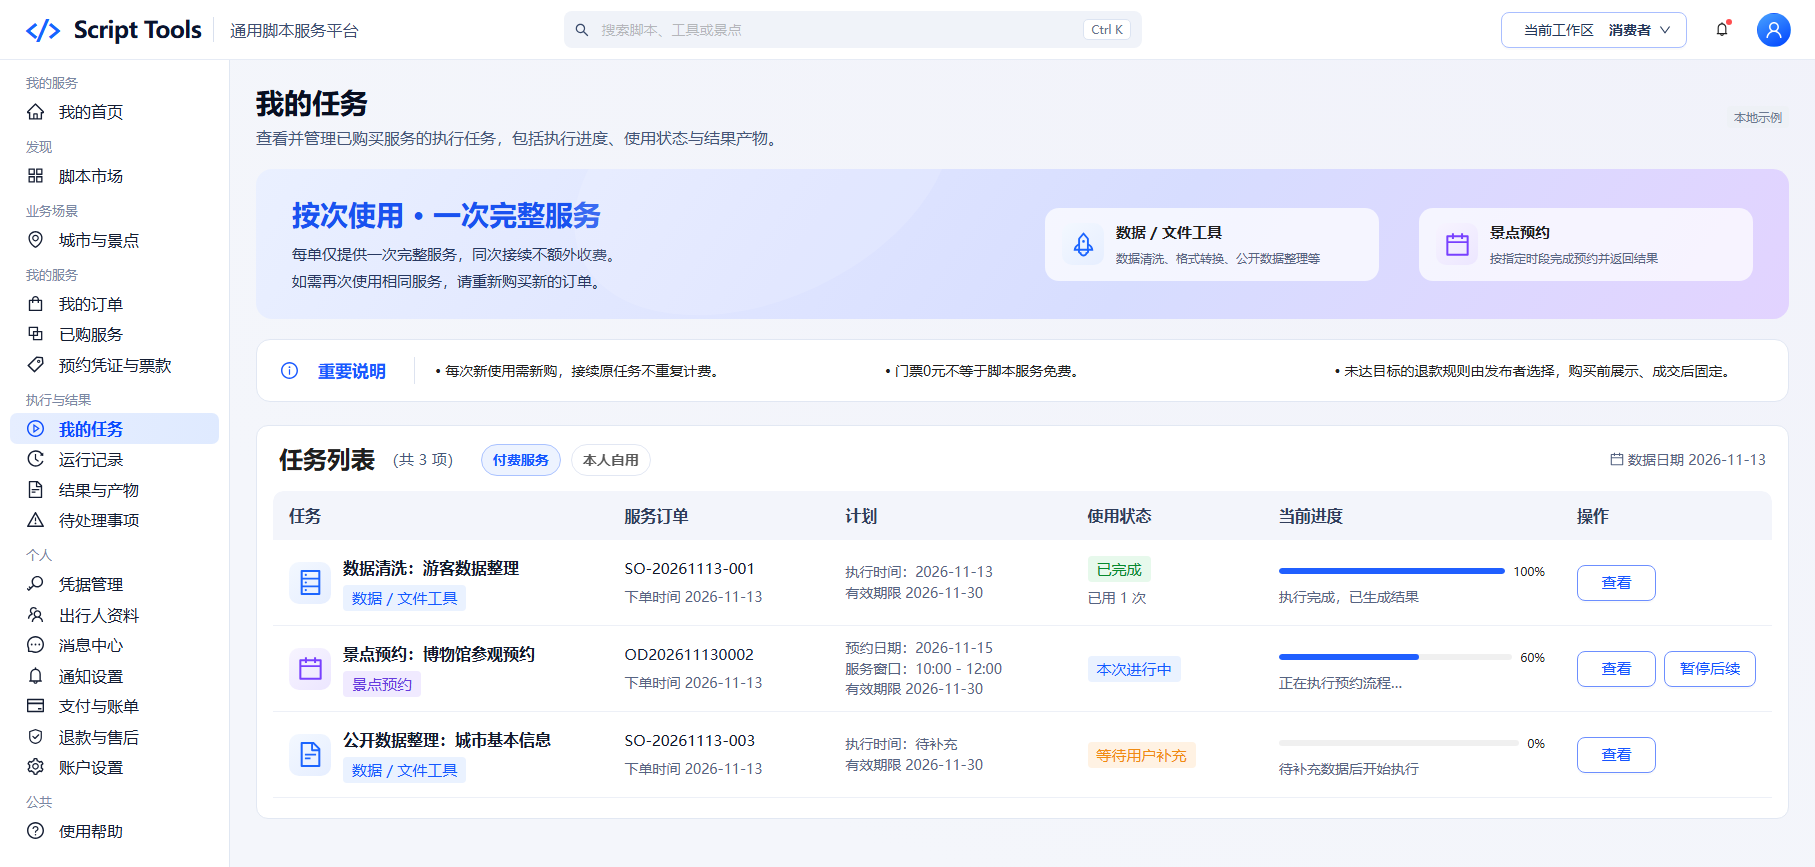 Script Tools
通用脚本服务平台
搜索脚本、工具或景点
Ctrl K
当前工作区 消费者
我的服务
我的首页
发现
脚本市场
业务场景
城市与景点
我的服务
我的订单
已购服务
预约凭证与票款
执行与结果
我的任务
运行记录
结果与产物
待处理事项
个人
凭据管理
出行人资料
消息中心
通知设置
支付与账单
退款与售后
账户设置
公共
使用帮助
我的任务
查看并管理已购买服务的执行任务，包括执行进度、使用状态与结果产物。
本地示例
按次使用 · 一次完整服务
每单仅提供一次完整服务，同次接续不额外收费。
如需再次使用相同服务，请重新购买新的订单。
数据 / 文件工具
数据清洗、格式转换、公开数据整理等
景点预约
按指定时段完成预约并返回结果
重要说明
• 每次新使用需新购，接续原任务不重复计费。
• 门票0元不等于脚本服务免费。
• 未达目标的退款规则由发布者选择，购买前展示、成交后固定。
任务列表 (共 3 项) 付费服务 本人自用
数据日期 2026-11-13
任务 服务订单 计划 使用状态 当前进度 操作
数据清洗：游客数据整理
数据 / 文件工具
SO-20261113-001
下单时间 2026-11-13
执行时间：2026-11-13
有效期限 2026-11-30
已完成
已用 1 次
100%
执行完成，已生成结果
查看
景点预约：博物馆参观预约
景点预约
OD202611130002
下单时间 2026-11-13
预约日期：2026-11-15
服务窗口：10:00 - 12:00
有效期限 2026-11-30
本次进行中
60%
正在执行预约流程...
查看
暂停后续
公开数据整理：城市基本信息
数据 / 文件工具
SO-20261113-003
下单时间 2026-11-13
执行时间：待补充
有效期限 2026-11-30
等待用户补充
0%
待补充数据后开始执行
查看